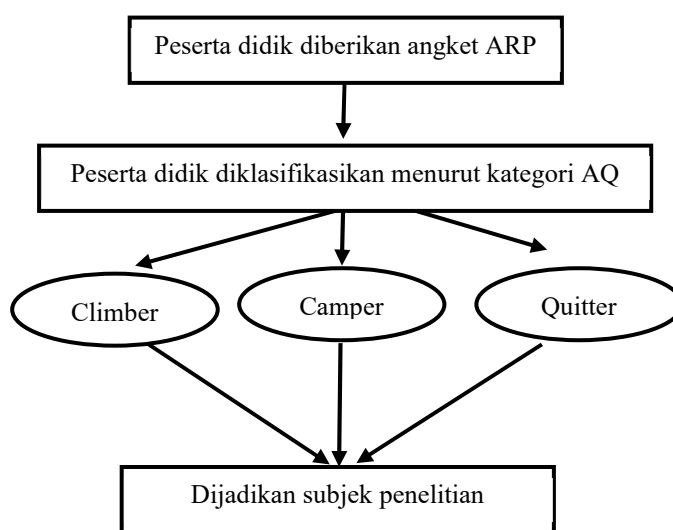 Peserta didik diberikan angket ARP
Peserta didik diklasifikasikan menurut kategori AQ
Climber
Camper
Quitter
Dijadikan subjek penelitian